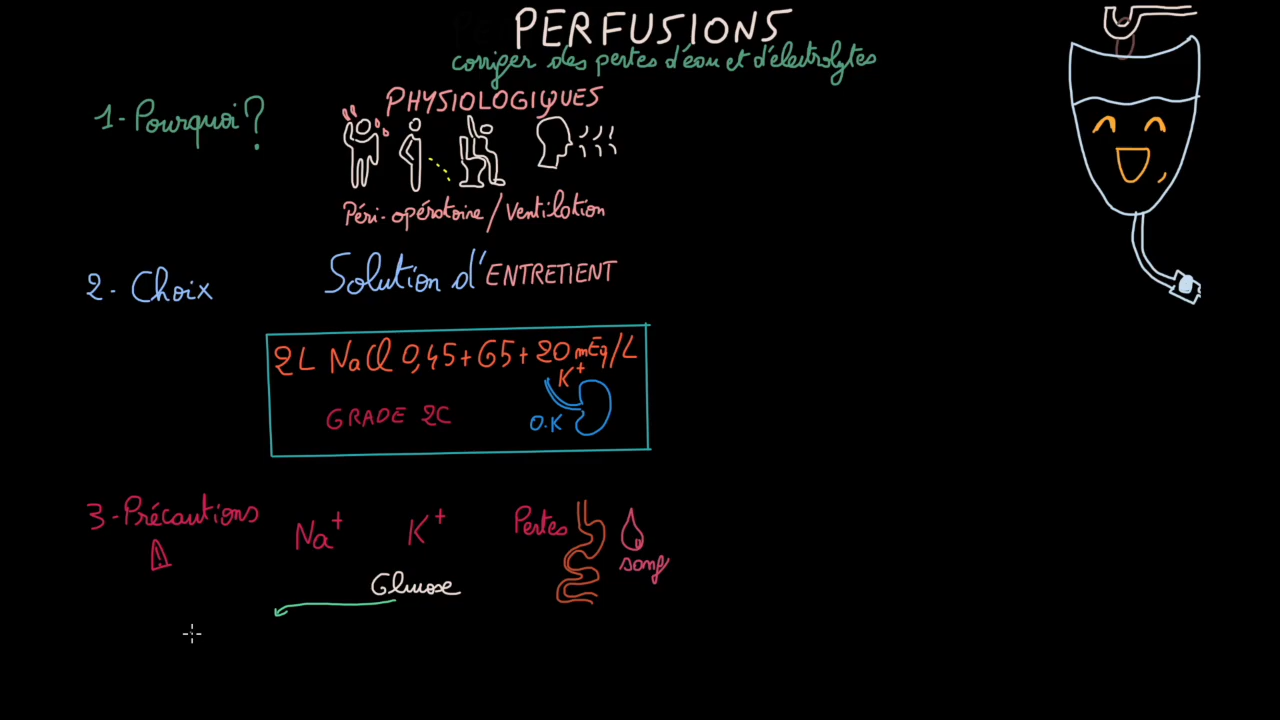 PERFUSIONS
corriger des pertes d'eau et d'électrolytes
1- Pourquoi?
PHYSIOLOGIQUES
Péri-opératoire / Ventilation
2- Choix
Solution d'ENTRETIENT
2L NaCl 0,45 + G5 + 20 mEq/L
K+
GRADE 2C
O.K
3-Précautions
Na+ K+ Pertes
sang
Glucose